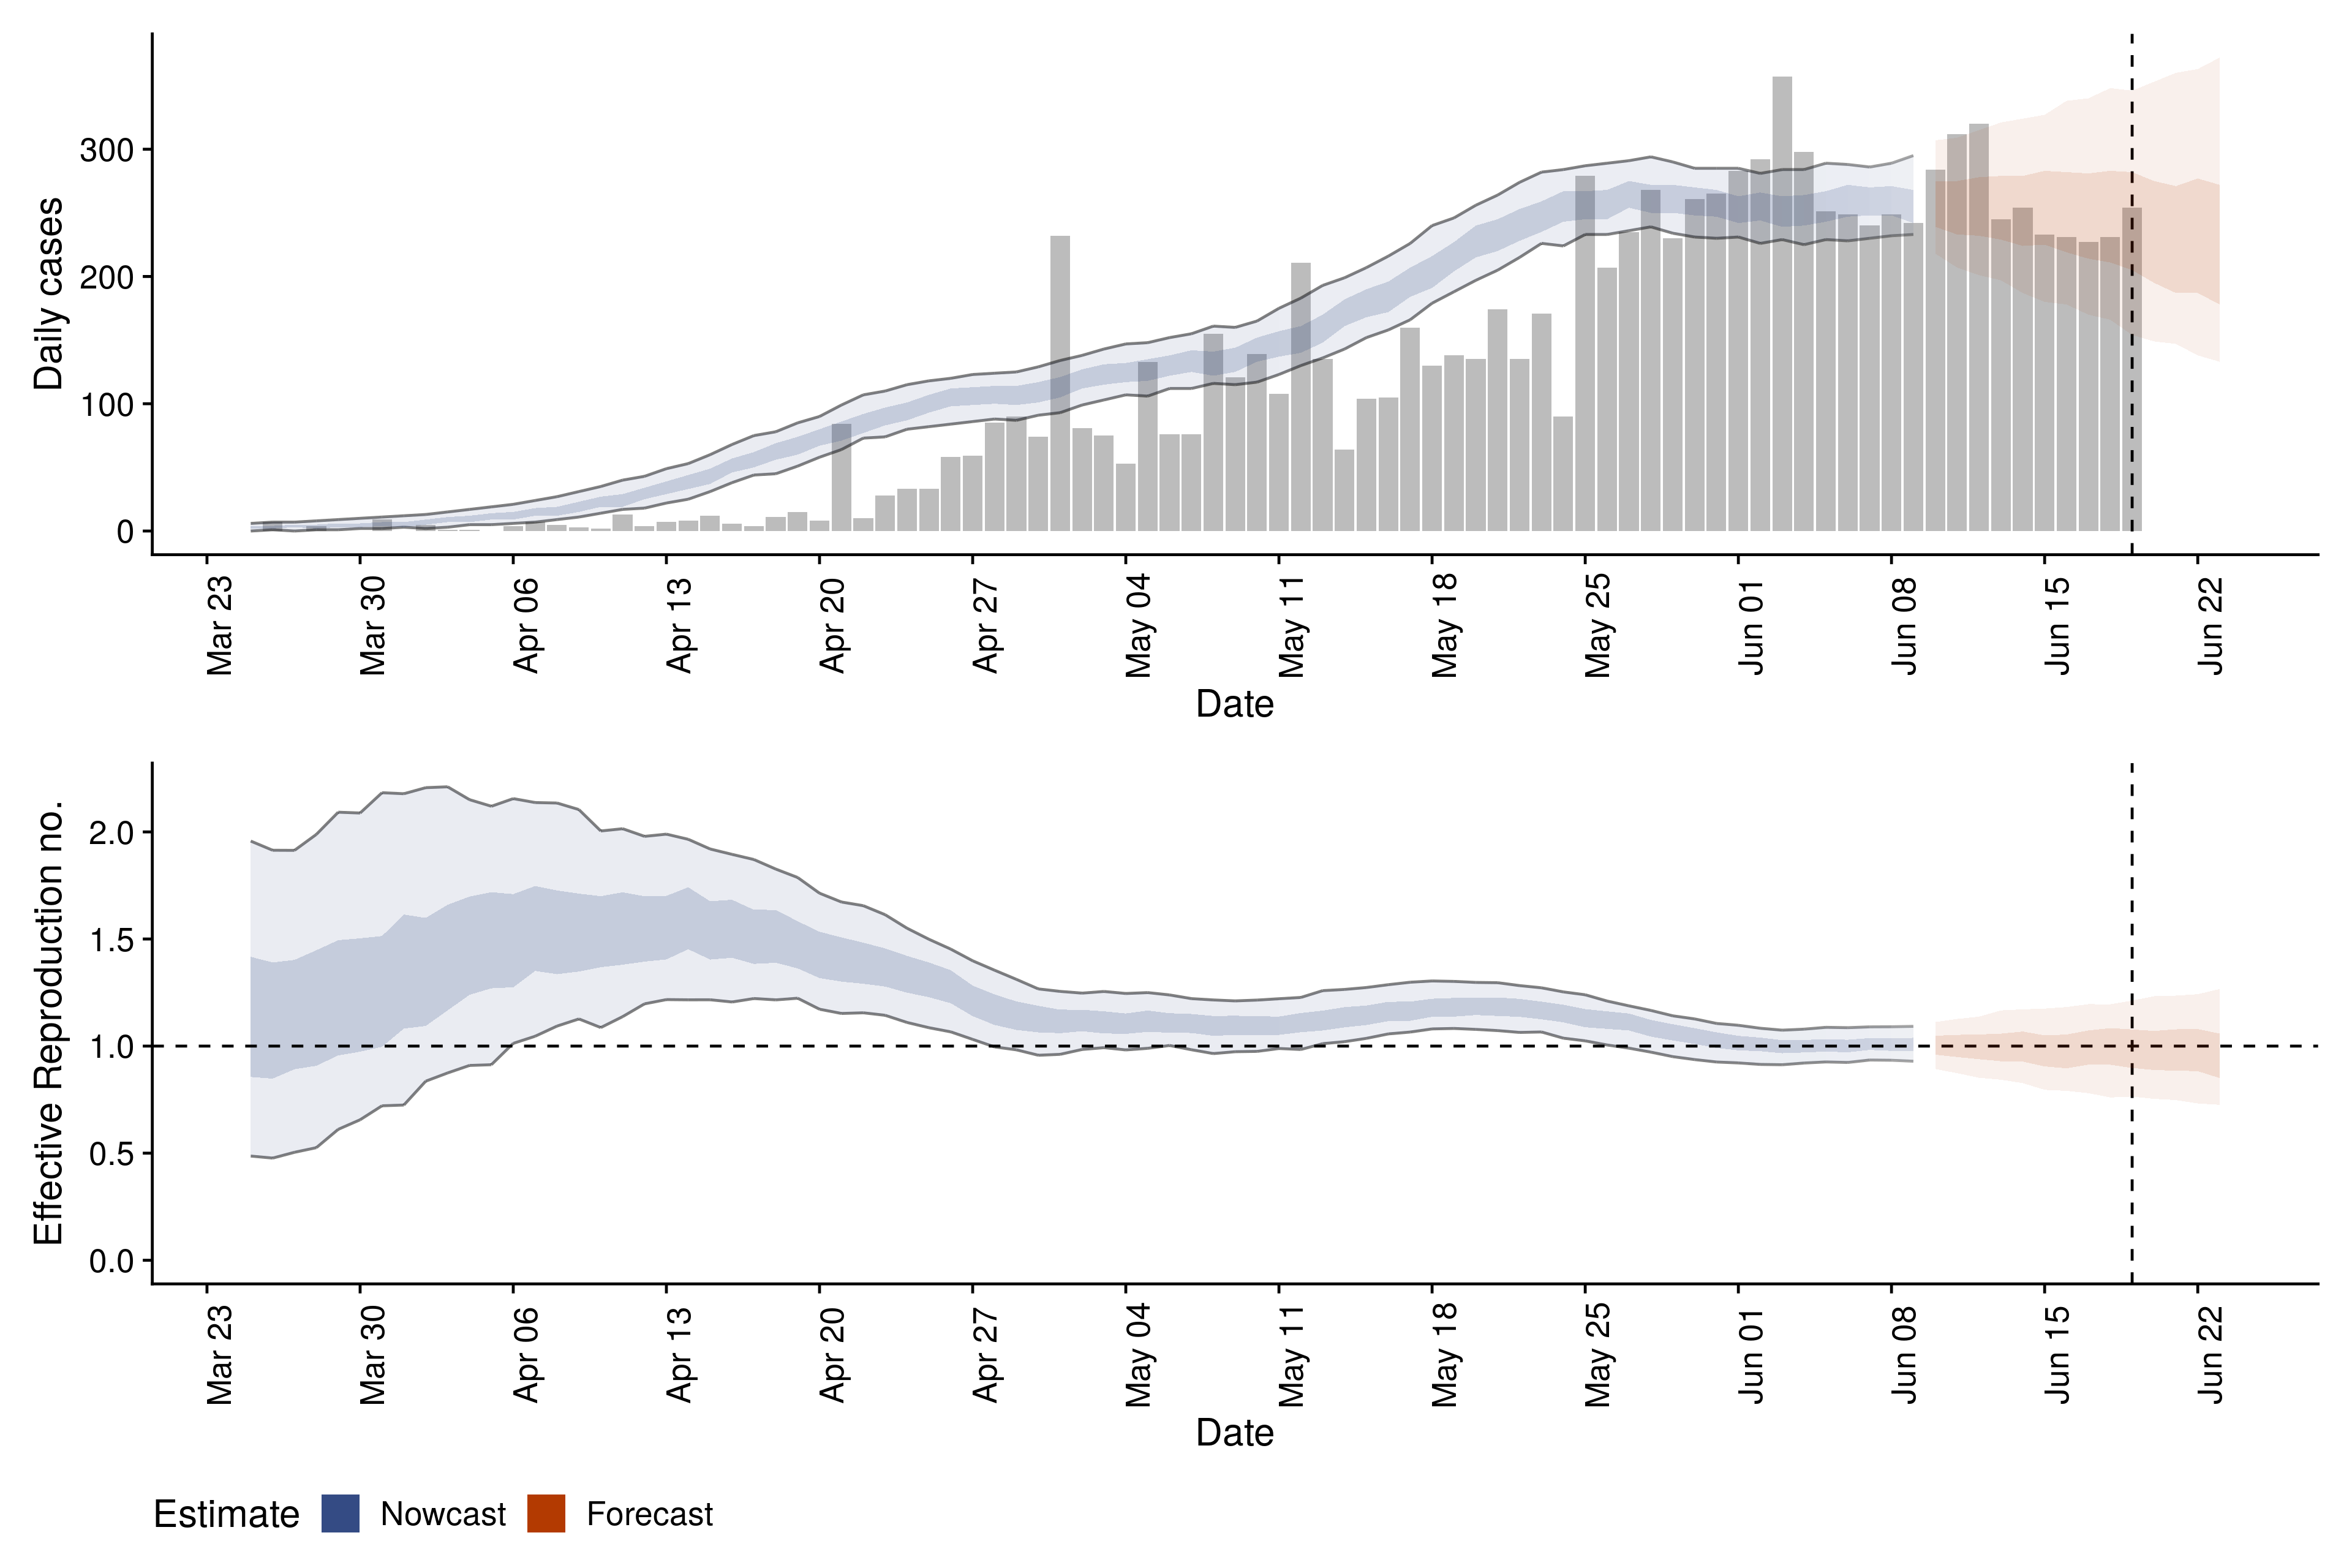 Daily cases
300
200
100
0
Mar 23
Mar 30
Apr 06
Apr 13
Apr 20
Apr 27
May 04
May 11
May 18
May 25
Jun 01
Jun 08
Jun 15
Jun 22
Date
Effective Reproduction no.
2.0
1.5
1.0
0.5
0.0
Mar 23
Mar 30
Apr 06
Apr 13
Apr 20
Apr 27
May 04
May 11
May 18
May 25
Jun 01
Jun 08
Jun 15
Jun 22
Date
Estimate Nowcast Forecast